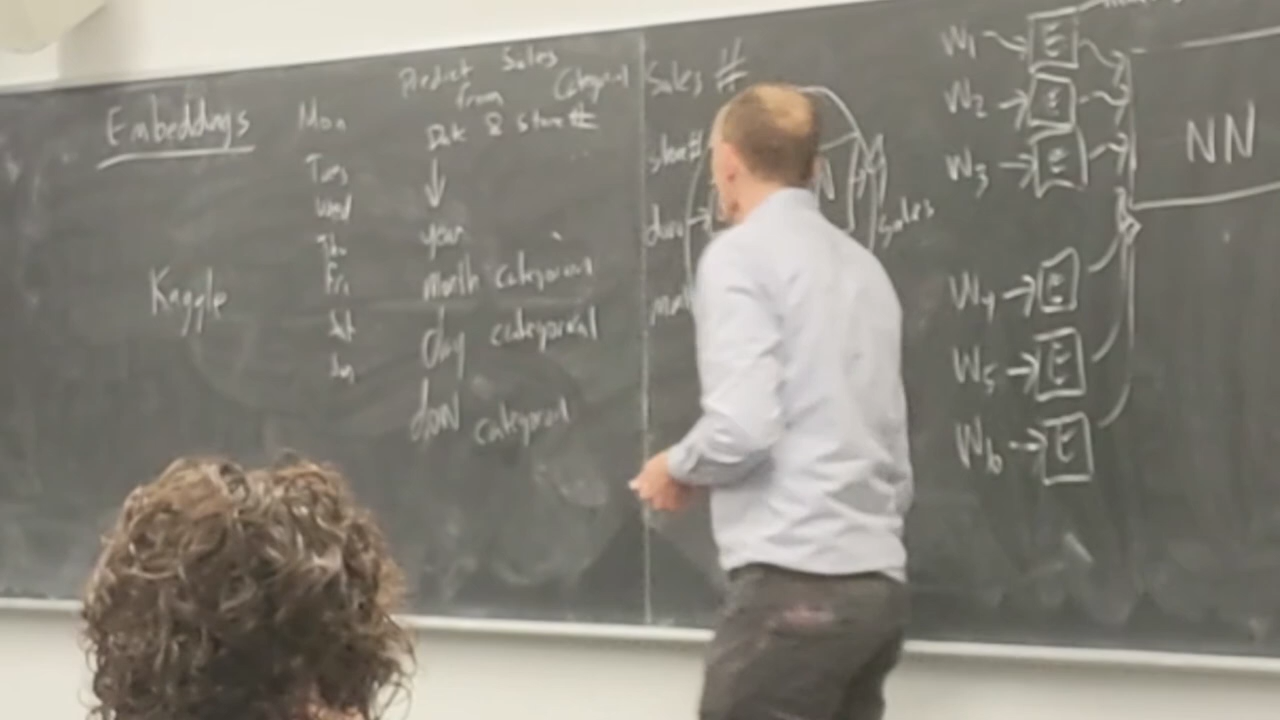 Embeddings
Kaggle
Mon
Tues
Wed
Thu
Fri
Sat
Sun
Predict Sales
from Categorical
Date & store #
↓
year
month categorical
day categorical
dow categorical
Sales #
store #
dow →
sales
W1 → E
W2 → E
W3 → E
W4 → E
W5 → E
W6 → E
NN